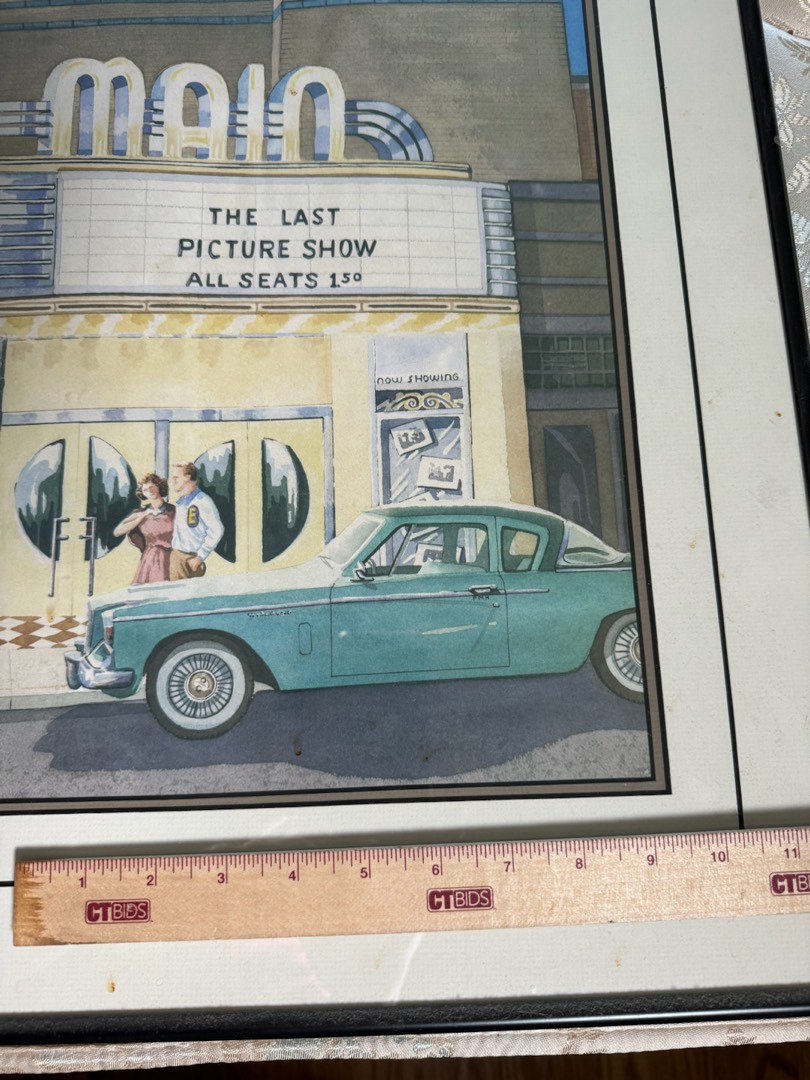 MAIN
THE LAST
PICTURE SHOW
ALL SEATS 1.50
NOW SHOWING
E
1 2 3 4 5 6 7 8 9 10 11
CTBIDS CTBIDS CTBI